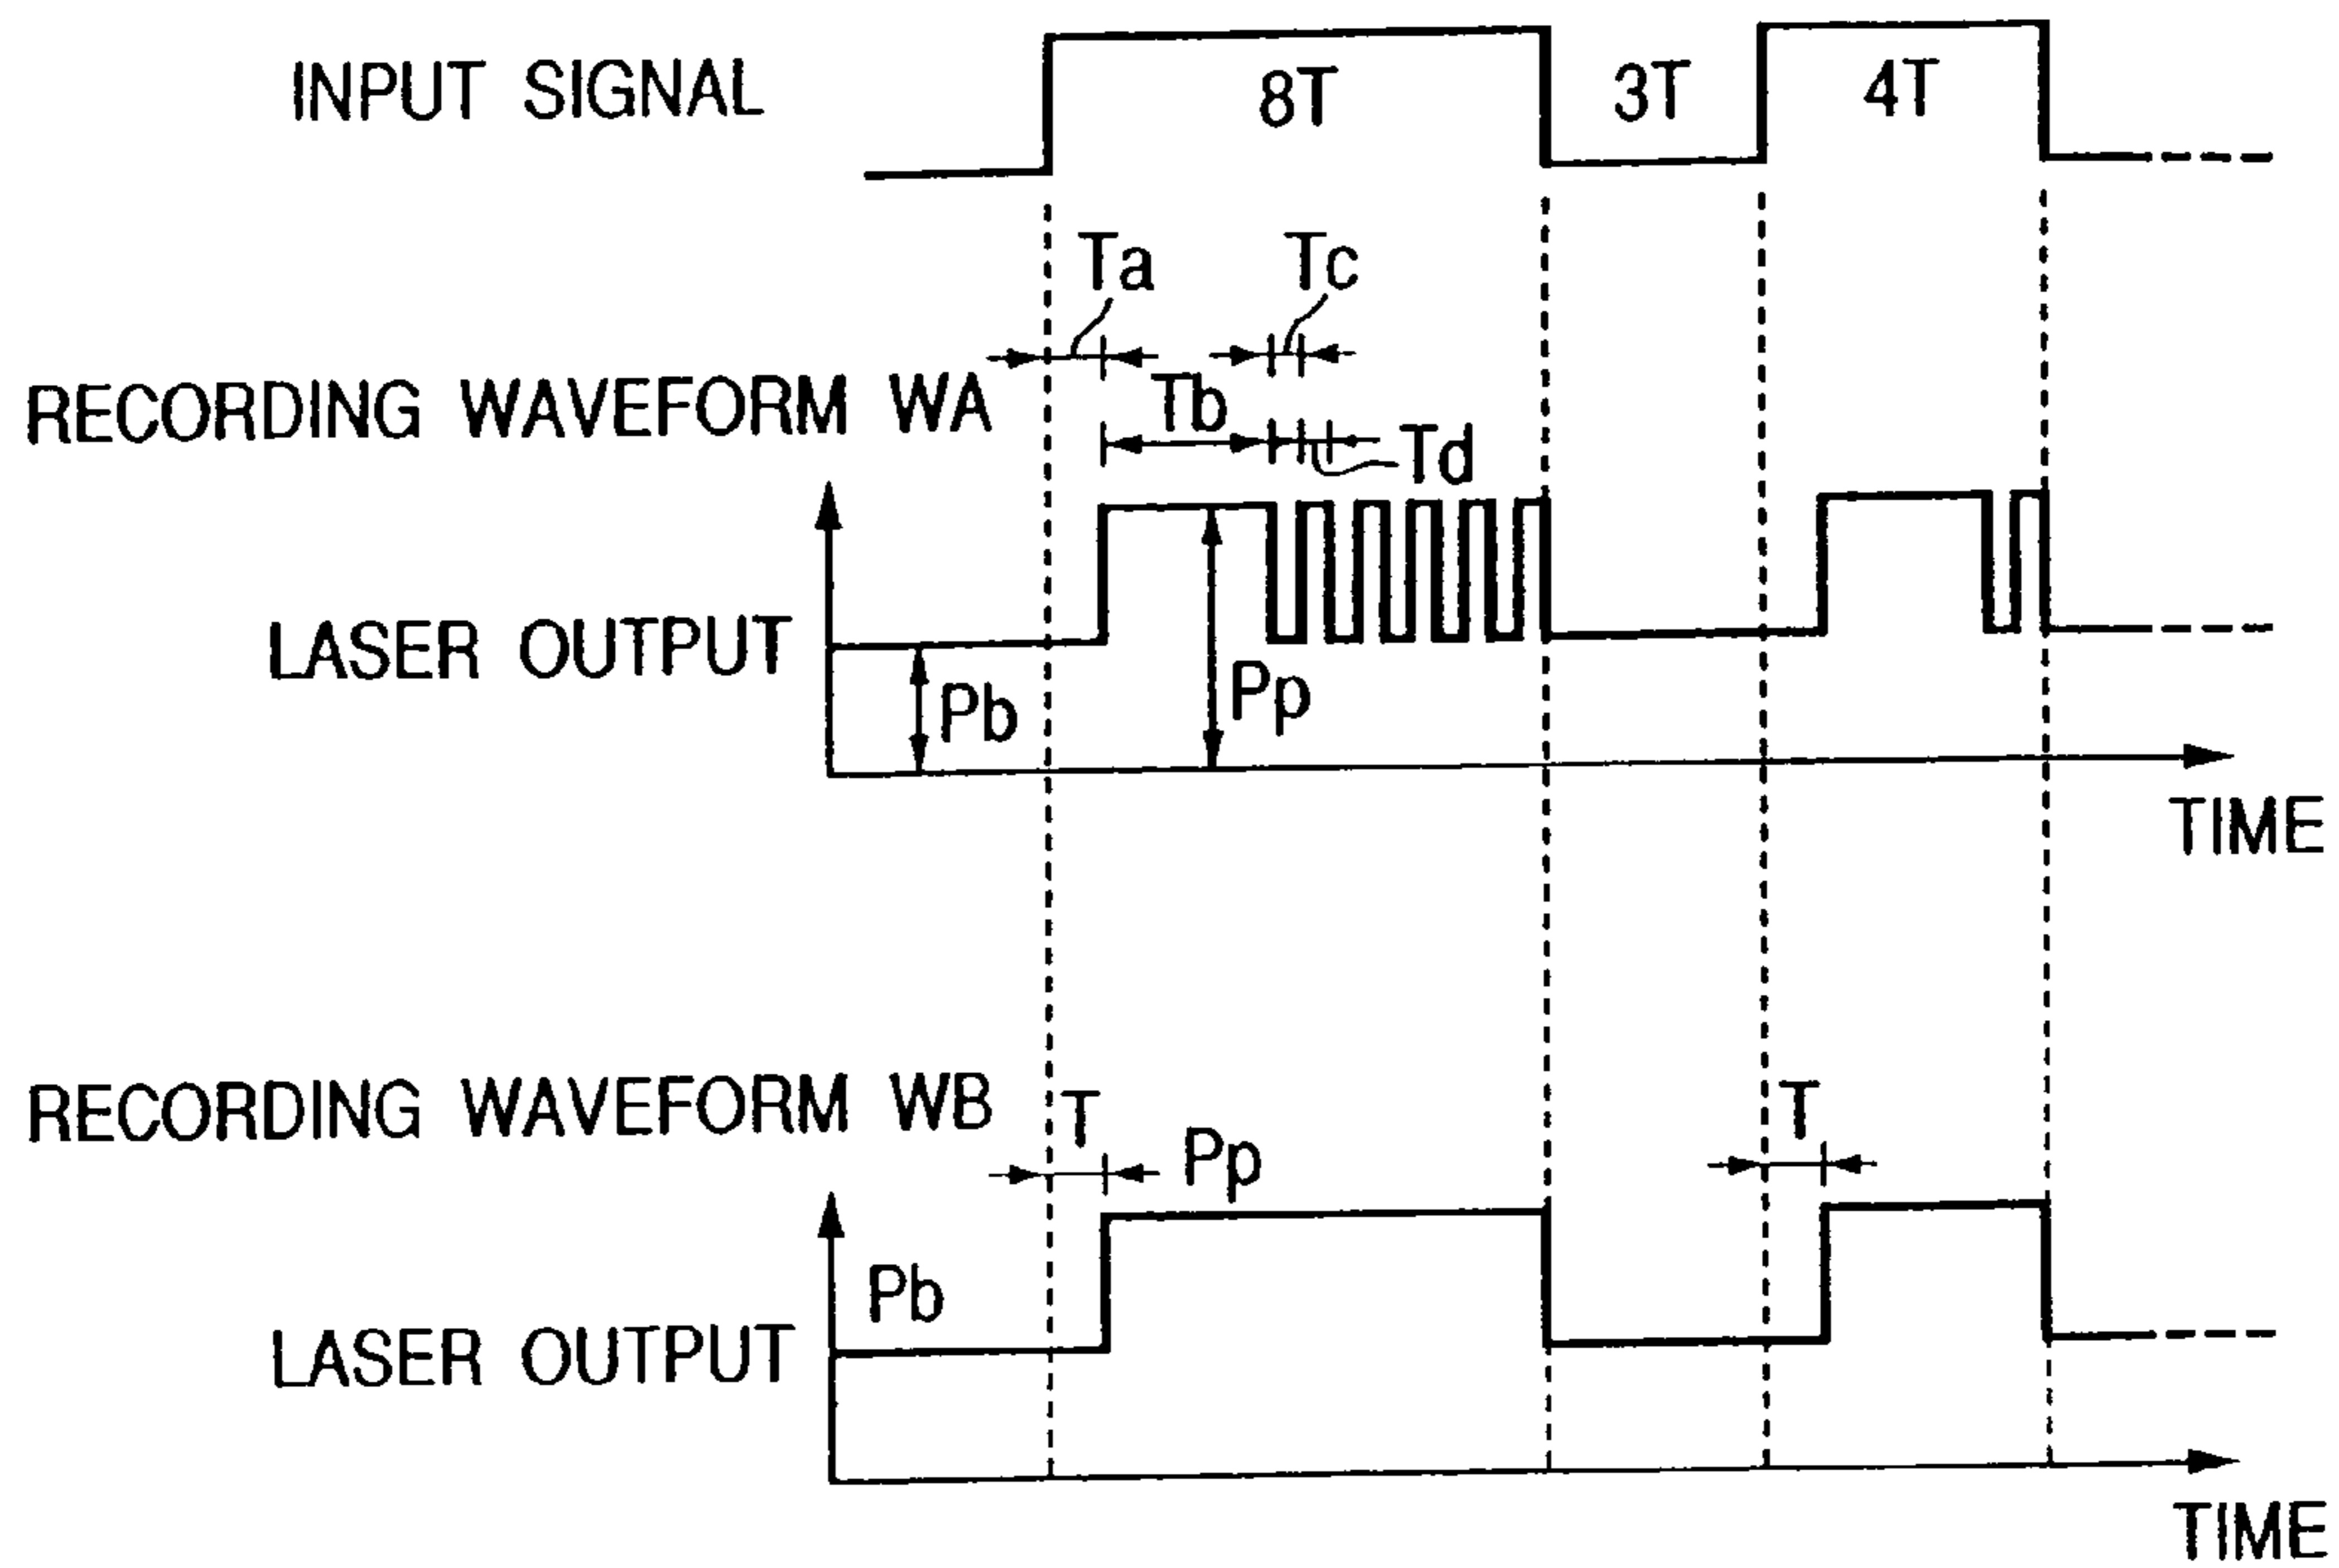 INPUT SIGNAL
8T
3T
4T
Ta
Tc
RECORDING WAVEFORM WA
Tb
Td
LASER OUTPUT
Pb
Pp
TIME
RECORDING WAVEFORM WB
T
Pp
T
Pb
LASER OUTPUT
TIME